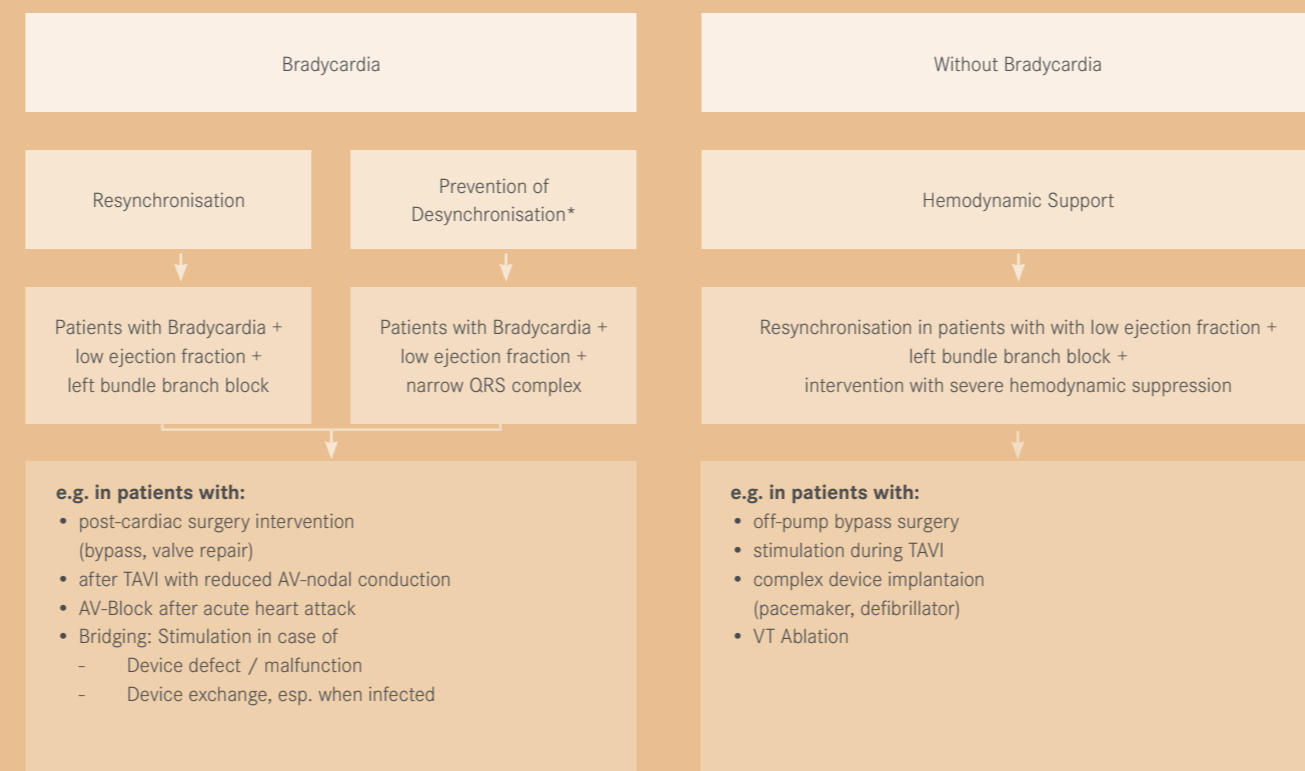 Bradycardia
Without Bradycardia
Resynchronisation
Prevention of
Desynchronisation*
Hemodynamic Support
Patients with Bradycardia +
low ejection fraction +
left bundle branch block
Patients with Bradycardia +
low ejection fraction +
narrow QRS complex
Resynchronisation in patients with with low ejection fraction +
left bundle branch block +
intervention with severe hemodynamic suppression
e.g. in patients with:
• post-cardiac surgery intervention
(bypass, valve repair)
• after TAVI with reduced AV-nodal conduction
• AV-Block after acute heart attack
• Bridging: Stimulation in case of
- Device defect / malfunction
- Device exchange, esp. when infected
e.g. in patients with:
• off-pump bypass surgery
• stimulation during TAVI
• complex device implantaion
(pacemaker, defibrillator)
• VT Ablation